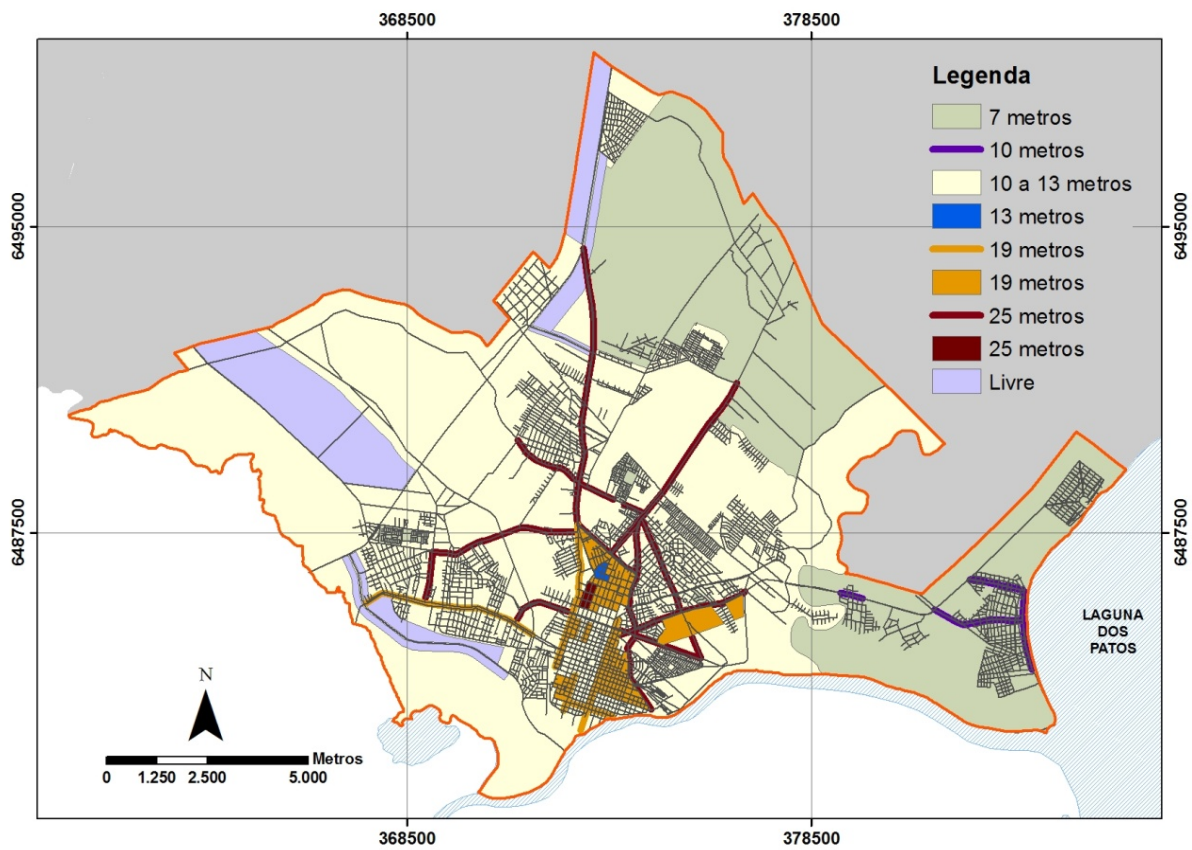 368500
378500
Legenda
7 metros
10 metros
10 a 13 metros
13 metros
19 metros
19 metros
25 metros
25 metros
Livre
6495000
6495000
6487500
6487500
LAGUNA
DOS
PATOS
N
Metros
0 1.250 2.500 5.000
368500
378500